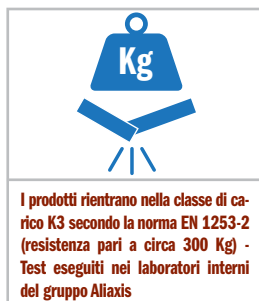 Kg
I prodotti rientrano nella classe di ca-
rico K3 secondo la norma EN 1253-2
(resistenza pari a circa 300 Kg) -
Test eseguiti nei laboratori interni
del gruppo Aliaxis